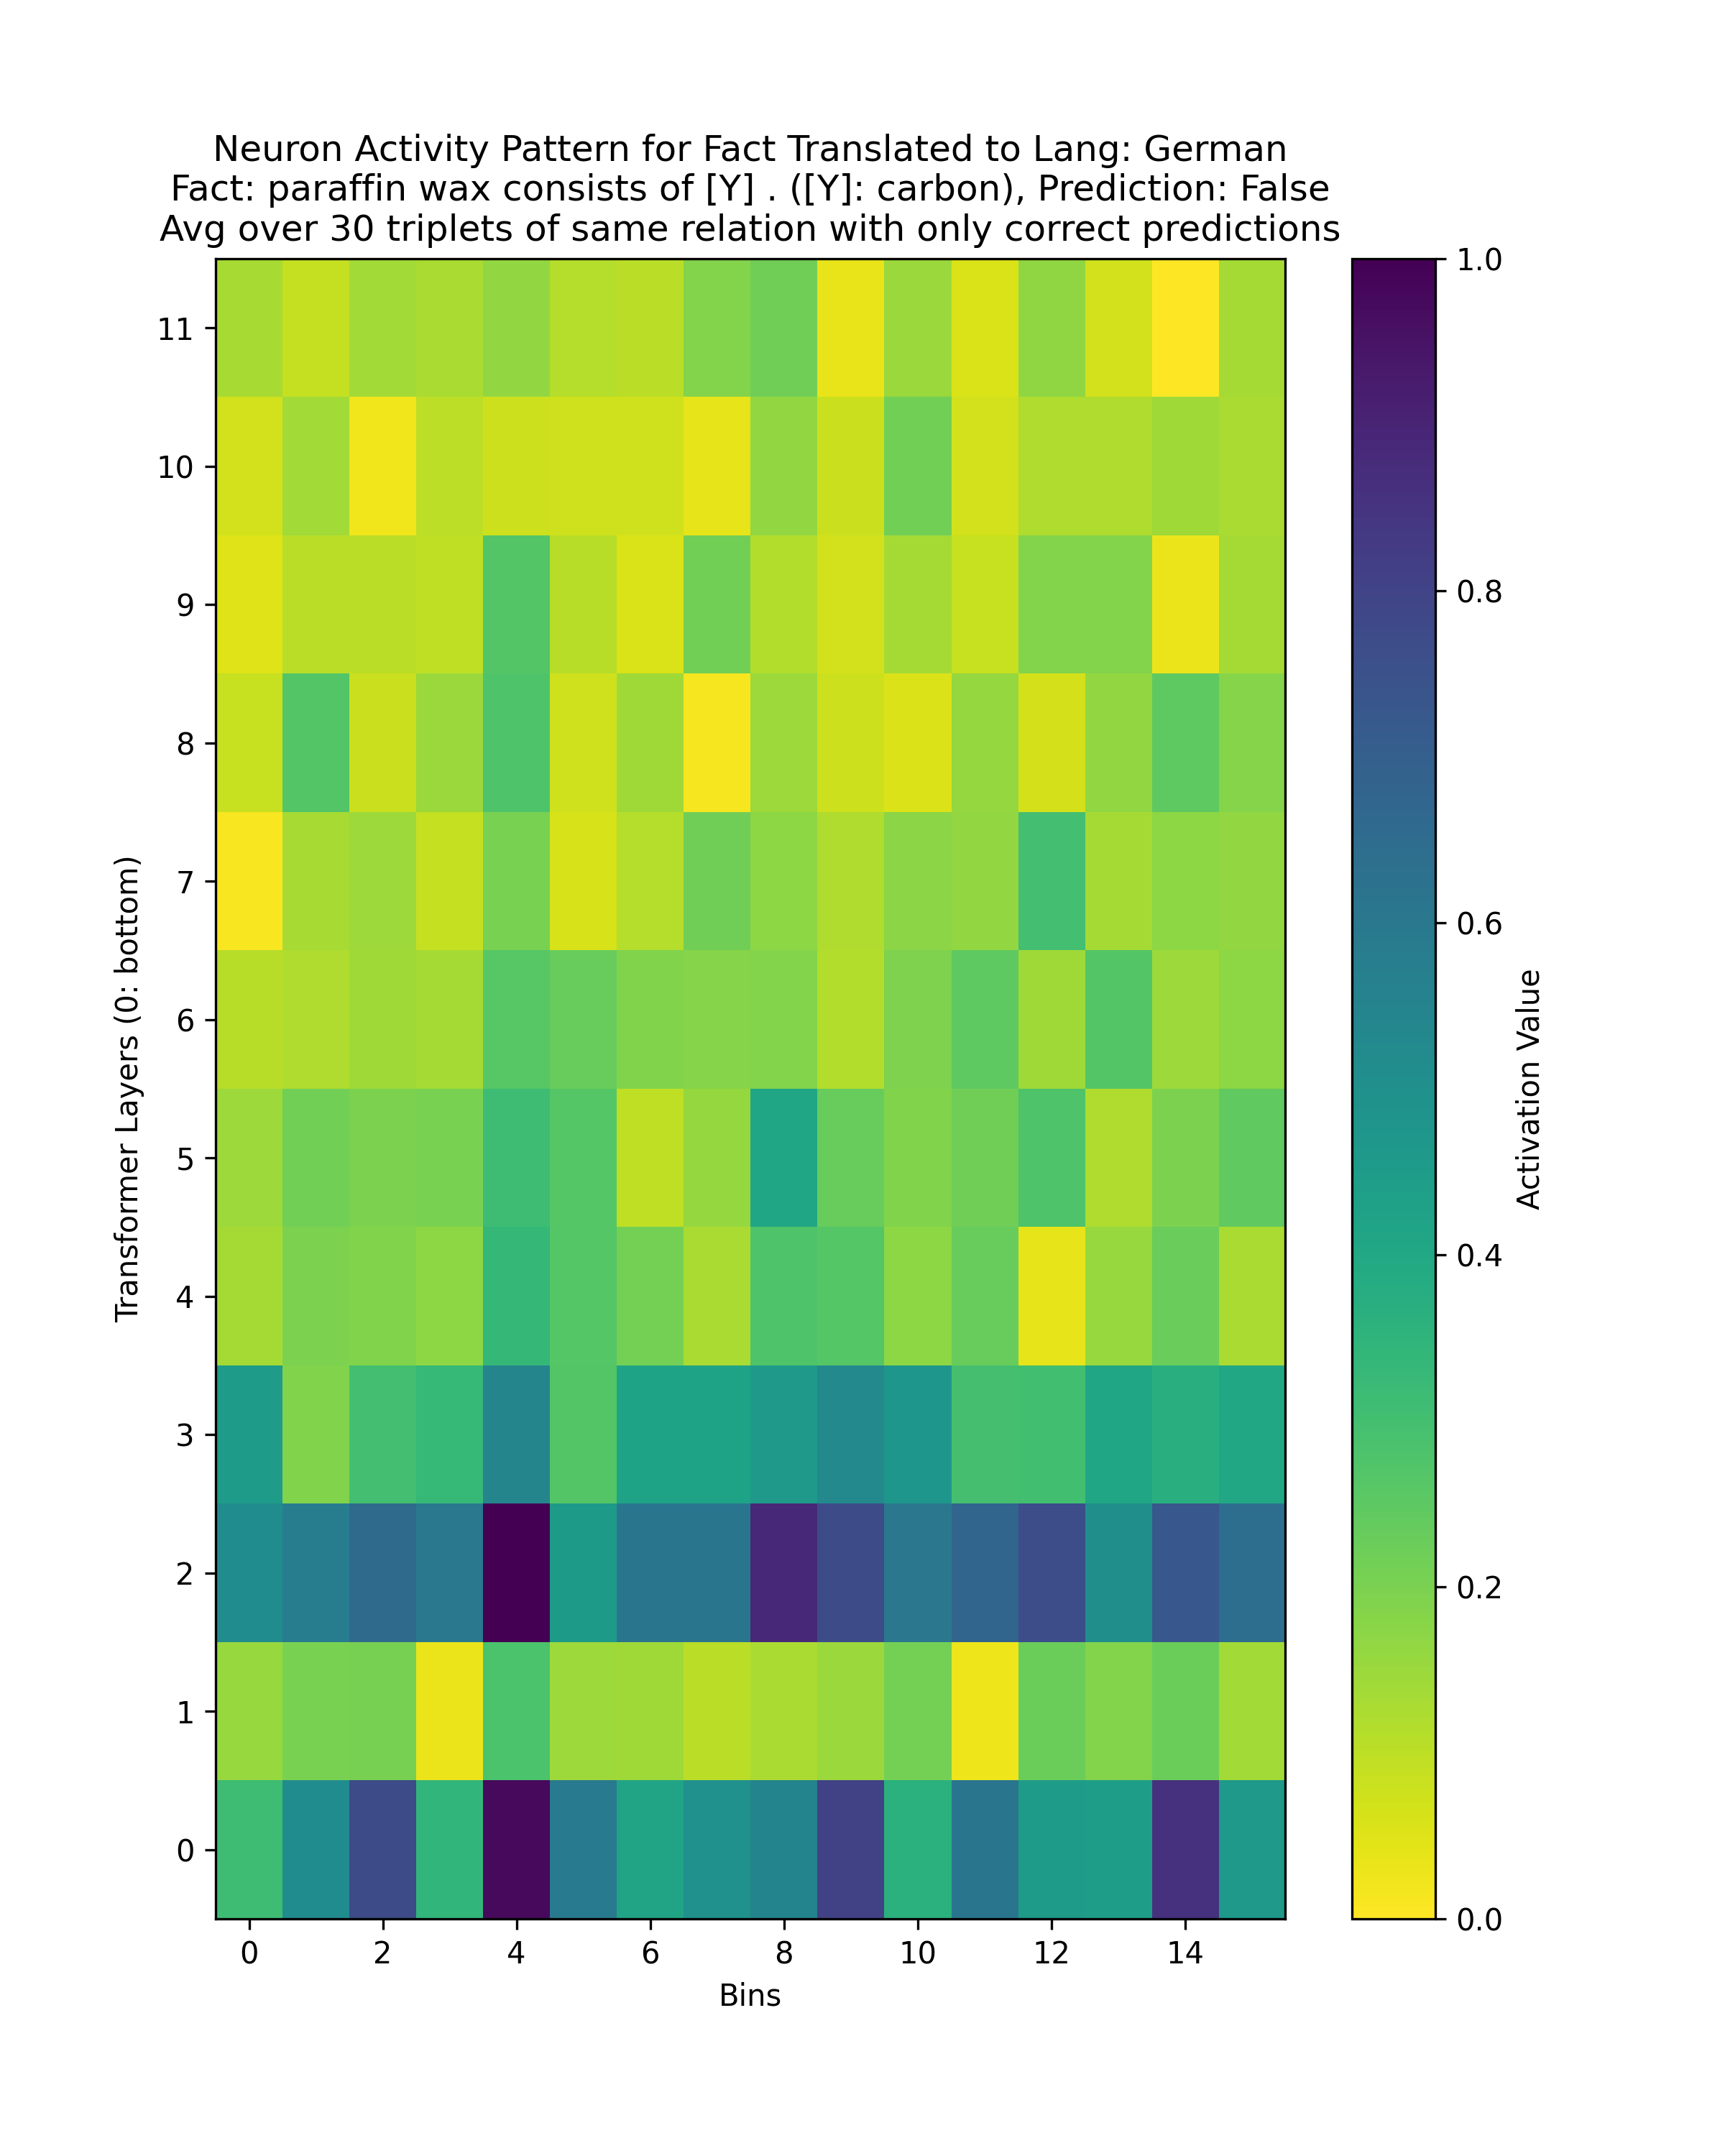 Neuron Activity Pattern for Fact Translated to Lang: German
Fact: paraffin wax consists of [Y] . ([Y]: carbon), Prediction: False
Avg over 30 triplets of same relation with only correct predictions
11
10
9
8
7
6
5
4
3
2
1
0
Transformer Layers (0: bottom)
0 2 4 6 8 10 12 14
Bins
1.0
0.8
0.6
0.4
0.2
0.0
Activation Value